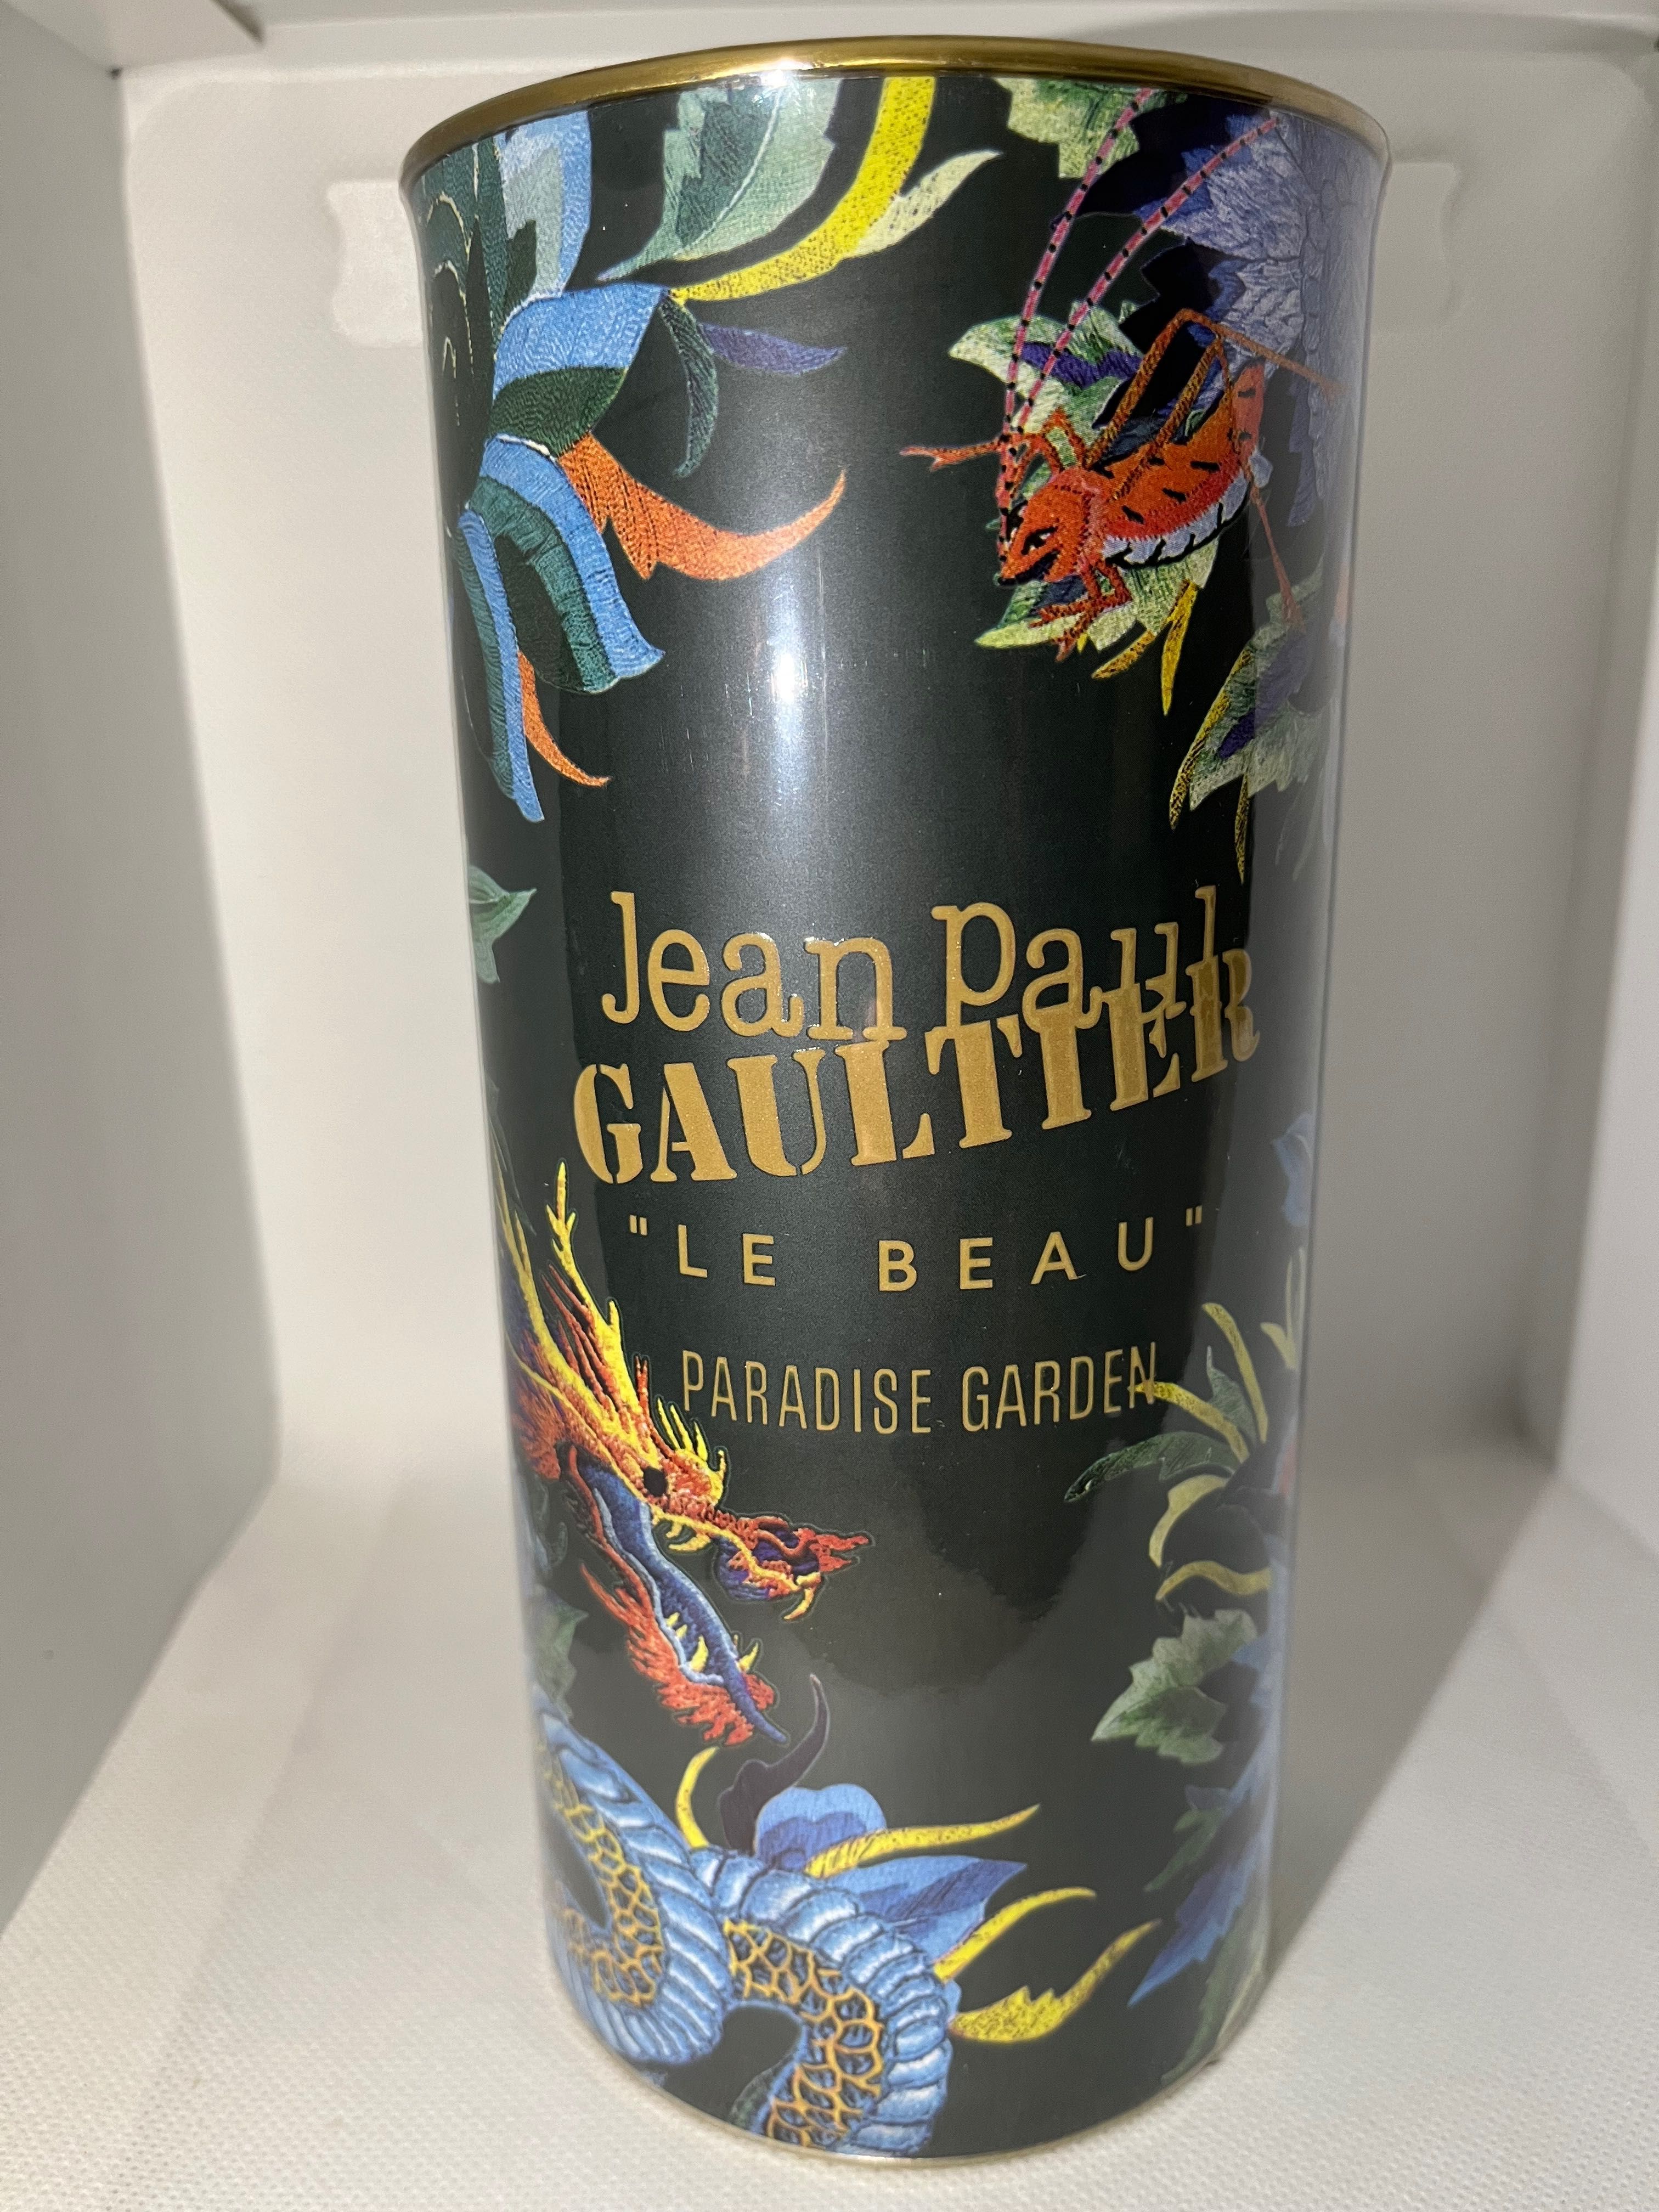 Jean Paul
GAULTIER
"LE BEAU"
PARADISE GARDEN